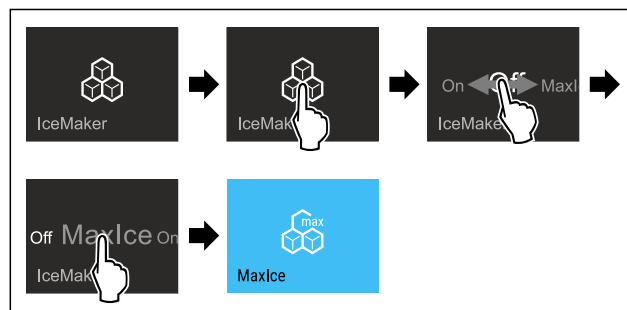 IceMaker
IceMak
On Off MaxI
IceMake
Off MaxIce On
IceMak
max
MaxIce